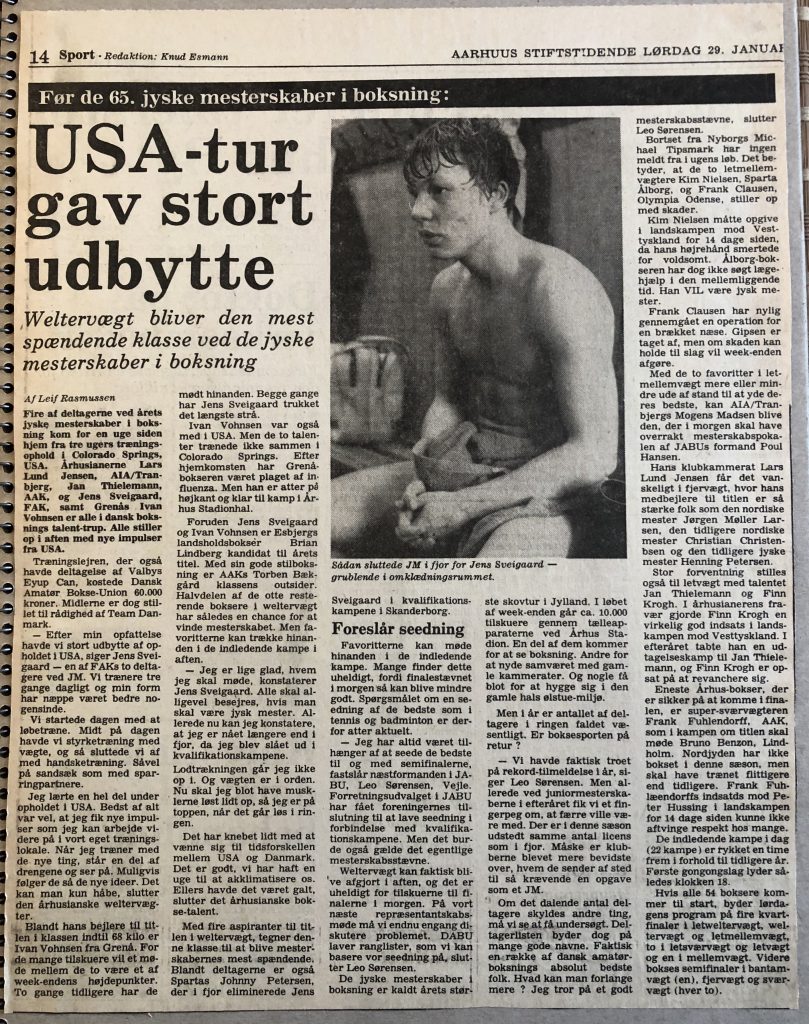 14 Sport · Redaktion: Knud Esmann
AARHUUS STIFTSTIDENDE LØRDAG 29. JANUAR
Før de 65. jyske mesterskaber i boksning:
USA-tur
gav stort
udbytte
Weltervægt bliver den mest
spændende klasse ved de jyske
mesterskaber i boksning
Af Leif Rasmussen
Fire af deltagerne ved årets
jyske mesterskaber i boks-
ning kom for en uge siden
hjem fra tre ugers trænings-
ophold i Colorado Springs,
USA. Århusianerne Lars
Lund Jensen, AIA/Tran-
bjerg, Jan Thielemann,
AAK, og Jens Sveigaard,
FAK, samt Grenås Ivan
Vohnsen er alle i dansk boks-
nings talent-trup. Alle stiller
op i aften med nye impulser
fra USA.
Træningslejren, der også
havde deltagelse af Valbys
Eyup Can, kostede Dansk
Amatør Bokse-Union 60.000
kroner. Midlerne er dog stil-
let til rådighed af Team Dan-
mark.
— Efter min opfattelse
havde vi stort udbytte af op-
holdet i USA, siger Jens Svei-
gaard — en af FAKs to delta-
gere ved JM. Vi trænere tre
gange dagligt og min form
har næppe været bedre no-
gensinde.
Vi startede dagen med at
løbetræne. Midt på dagen
havde vi styrketræning med
vægte, og så sluttede vi af
med handsketræning. Såvel
på sandsæk som med spar-
ringpartnere.
Jeg lærte en hel del under
opholdet i USA. Bedst af alt
var vel, at jeg fik nye impul-
ser som jeg kan arbejde vi-
dere på i vort eget trænings-
lokale. Når jeg træner med
de nye ting, står en del af
drengene og ser på. Muligvis
følger de så de nye ideer. Det
kan man kun håbe, slutter
den århusianske weltervæg-
ter.
Blandt hans bejlere til tit-
len i klassen indtil 68 kilo er
Ivan Vohnsen fra Grenå. For
de mange tilskuere vil et mø-
de mellem de to være et af
week-endens højdepunkter.
To gange tidligere har de
mødt hinanden. Begge gange
har Jens Sveigaard trukket
det længste strå.
Ivan Vohnsen var også
med i USA. Men de to talen-
ter trænede ikke sammen i
Colorado Springs. Efter
hjemkomsten har Grenå-
bokseren været plaget af in-
fluenza. Men han er atter på
højkant og klar til kamp i År-
hus Stadionhal.
Foruden Jens Sveigaard
og Ivan Vohnsen er Esbjergs
landsholdsbokser Brian
Lindberg kandidat til årets
titel. Med sin gode stilboks-
ning er AAKs Torben Bæk-
gård klassens outsider.
Halvdelen af de otte reste-
rende boksere i weltervægt
har således en chance for at
vinde mesterskabet. Men fa-
voritterne kan trække hinan-
den i de indledende kampe i
aften.
— Jeg er lige glad, hvem
jeg skal møde, konstaterer
Jens Sveigaard. Alle skal al-
ligevel besejres, hvis man
skal være jysk mester. Al-
lerede nu kan jeg konstatere,
at jeg er nået længere end i
fjor, da jeg blev slået ud i
kvalifikationskampene.
Lodtrækningen går jeg ikke
op i. Og vægten er i orden.
Nu skal jeg blot have musk-
lerne løst lidt op, så jeg er på
toppen, når det går løs i rin-
gen.
Det har knebet lidt med at
vænne sig til tidsforskellen
mellem USA og Danmark.
Det er godt, vi har haft en
uge til at akklimatisere os.
Ellers havde det været galt,
slutter det århusianske bok-
se-talent.
Med fire aspiranter til tit-
len i weltervægt, tegner den-
ne klasse til at blive mester-
skabernes mest spændende.
Blandt deltagerne er også
Spartas Johnny Petersen,
der i fjor eliminerede Jens
Sådan sluttede JM i fjor for Jens Sveigaard —
grublende i omklædningsrummet.
Sveigaard i kvalifikations-
kampene i Skanderborg.
Foreslår seedning
Favoritterne kan møde
hinanden i de indledende
kampe. Mange finder dette
uheldigt, fordi finalestævnet
i morgen så kan blive mindre
godt. Spørgsmålet om en se-
edning af de bedste som i
tennis og badminton er der-
for atter aktuelt.
— Jeg har altid været til-
hænger af at seede de bedste
til og med semifinalerne,
fastslår næstformanden i JA-
BU, Leo Sørensen, Vejle.
Forretningsudvalget i JABU
har fået foreningernes til-
slutning til at lave seedning i
forbindelse med kvalifika-
tionskampene. Men det bur-
de også gælde det egentlige
mesterskabsstævne.
Weltervægt kan faktisk bli-
ve afgjort i aften, og det er
uheldigt for tilskuerne til fi-
nalerne i morgen. På vort
næste repræsentantskabs-
møde må vi endnu engang di-
skutere problemet. DABU
laver ranglister, som vi kan
basere vor seedning på, slut-
ter Leo Sørensen.
De jyske mesterskaber i
boksning er kaldt årets stør-
ste skovtur i Jylland. I løbet
af week-enden går ca. 10.000
tilskuere gennem tælleap-
paraterne ved Århus Sta-
dion. En del af dem kommer
for at se boksning. Andre for
at nyde samværet med gam-
le kammerater. Og nogle få
blot for at hygge sig i den
gamle hals ølstue-miljø.
Men i år er antallet af del-
tagere i ringen faldet væ-
sentligt. Er boksesporten på
retur ?
— Vi havde faktisk troet
på rekord-tilmeldelse i år, si-
ger Leo Sørensen. Men al-
lerede ved juniormesterska-
berne i efteråret fik vi et fin-
gerpeg om, at færre ville væ-
re med. Der er i denne sæson
udstedt samme antal licens
som i fjor. Måske er klub-
berne blevet mere bevidste
over, hvem de sender af sted
til så krævende en opgave
som et JM.
Om det dalende antal del-
tagere skyldes andre ting,
må vi se at få undersøgt. Del-
tagerlisten byder dog på
mange gode navne. Faktisk
en række af dansk amatør-
boksnings absolut bedste
folk. Hvad kan man forlange
mere ? Jeg tror på et godt
mesterskabsstævne, slutter
Leo Sørensen.
Bortset fra Nyborgs Mic-
hael Tipsmark har ingen
meldt fra i ugens løb. Det be-
tyder, at de to letmellem-
vægtere Kim Nielsen, Sparta
Ålborg, og Frank Clausen,
Olympia Odense, stiller op
med skader.
Kim Nielsen måtte opgive
i landskampen mod Vest-
tyskland for 14 dage siden,
da hans højrehånd smertede
for voldsomt. Ålborg-bok-
seren har dog ikke søgt læge-
hjælp i den mellemliggende
tid. Han VIL være jysk me-
ster.
Frank Clausen har nylig
gennemgået en operation for
en brækket næse. Gipsen er
taget af, men om skaden kan
holde til slag vil week-enden
afgøre.
Med de to favoritter i let-
mellemvægt mere eller min-
dre ude af stand til at yde de-
res bedste, kan AIA/Tran-
bjergs Mogens Madsen blive
den, der i morgen skal have
overrakt mesterskabspoka-
len af JABUs formand Poul
Hansen.
Hans klubkammerat Lars
Lund Jensen får det van-
skeligt i fjervægt, hvor hans
medbejlere til titlen er så
stærke folk som den nordiske
mester Jørgen Møller Lar-
sen, den tidligere nordiske
mester Christian Christen-
bsen og den tidligere jyske
mester Henning Petersen.
Stor forventning stilles
også til letvægt med talentet
Jan Thielemann og Finn
Krogh. I århusianerens fra-
vær gjorde Finn Krogh en
virkelig god indsats i lands-
kampen mod Vesttyskland. I
efteråret tabte han en ud-
tagelseskamp til Jan Thiele-
mann, og Finn Krogh er op-
sat på at revanchere sig.
Eneste Århus-bokser, der
er sikker på at komme i fina-
len, er super-sværvægteren
Frank Fuhlendorff, AAK,
som i kampen om titlen skal
møde Bruno Benzon, Lind-
holm. Nordjyden har ikke
bokset i denne sæson, men
skal have trænet flittigere
end tidligere. Frank Fuh-
lendorffs indsats mod Pe-
ter Hussing i landskampen
for 14 dage siden kunne ikke
aftvinge respekt hos mange.
De indledende kampe i dag
(22 kampe) er rykket en time
frem i forhold til tidligere år.
Første gongongslag lyder så-
ledes klokken 18.
Hvis alle 54 boksere kom-
mer til start, byder lørda-
gens program på fire kvart-
finaler i letweltervægt, wel-
tervægt og letmellemvægt,
to i letsværvægt og letvægt
og en i mellemvægt. Videre
bokses semifinaler i bantam-
vægt (en), fjervægt og svær-
vægt (hver to).